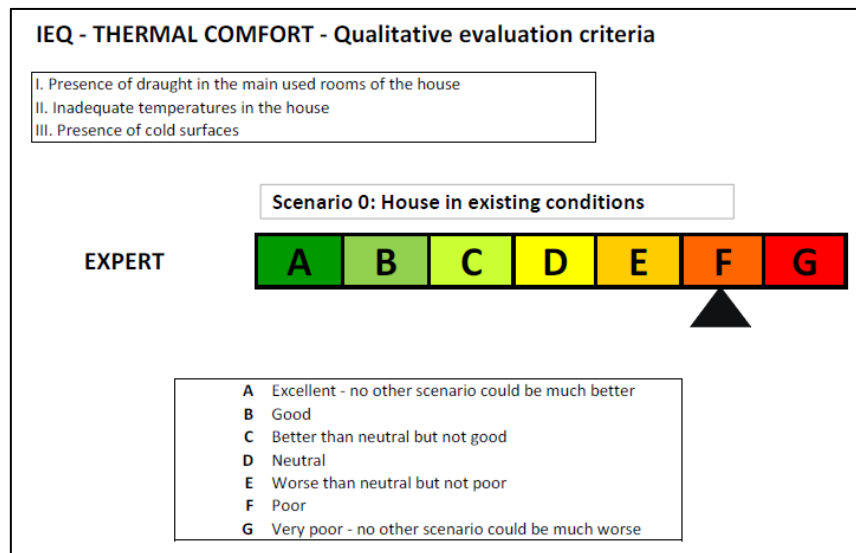 IEQ - THERMAL COMFORT - Qualitative evaluation criteria
I. Presence of draught in the main used rooms of the house
II. Inadequate temperatures in the house
III. Presence of cold surfaces
Scenario 0: House in existing conditions
EXPERT A B C D E F G
A Excellent - no other scenario could be much better
B Good
C Better than neutral but not good
D Neutral
E Worse than neutral but not poor
F Poor
G Very poor - no other scenario could be much worse